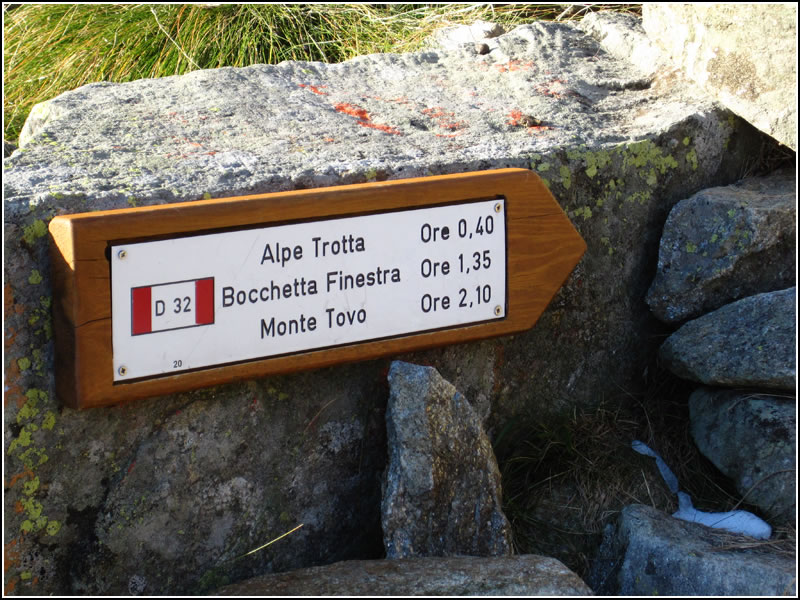 Alpe Trotta Ore 0,40
D 32 Bocchetta Finestra Ore 1,35
Monte Tovo Ore 2,10
20